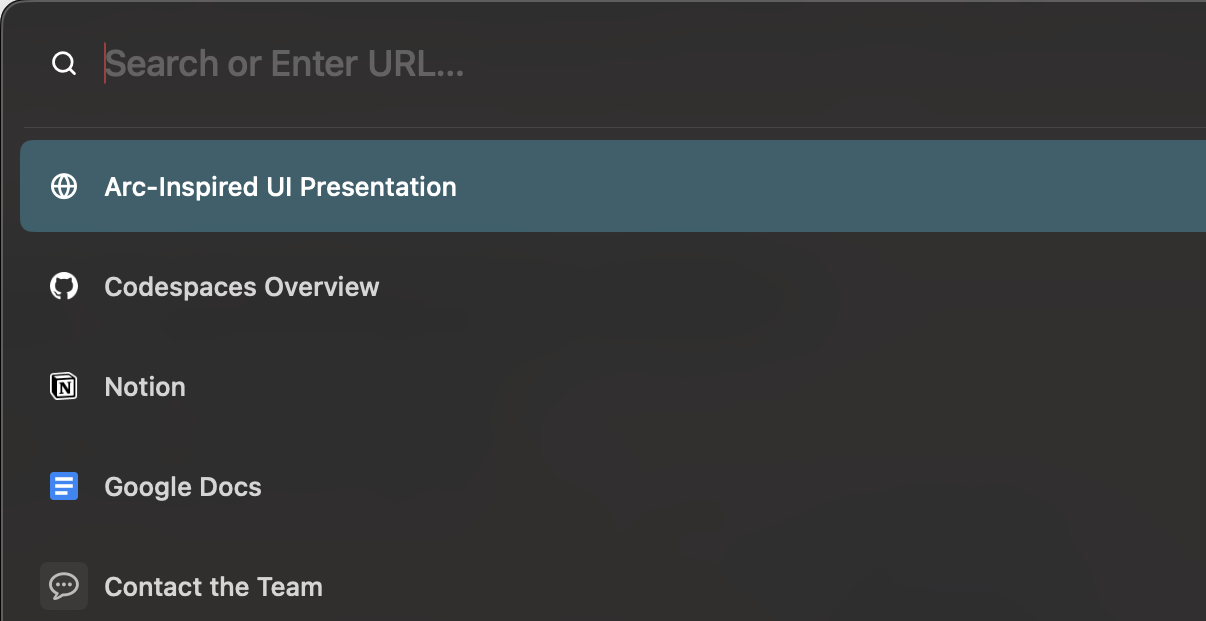 Search or Enter URL...
Arc-Inspired UI Presentation
Codespaces Overview
Notion
Google Docs
Contact the Team